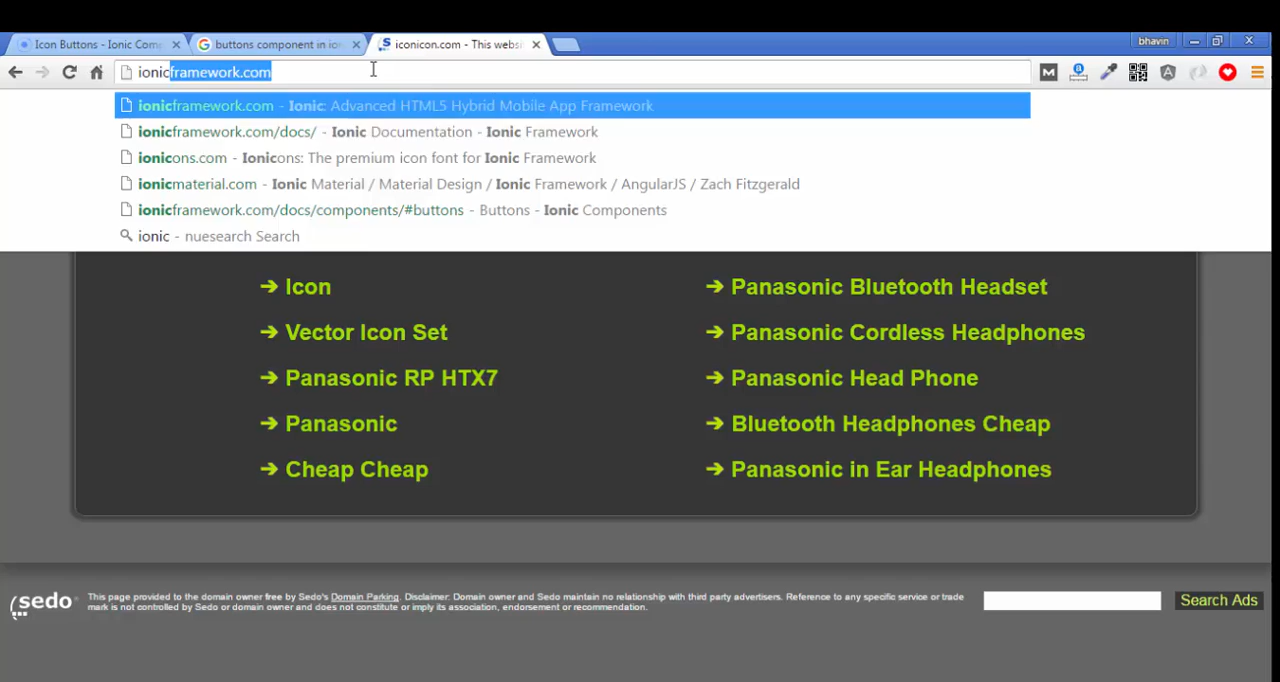 Icon Buttons - Ionic Com
buttons component in ion
iconicon.com - This websi
bhavin
ionicframework.com
M
ionicframework.com - Ionic: Advanced HTML5 Hybrid Mobile App Framework
ionicframework.com/docs/ - Ionic Documentation - Ionic Framework
ionicons.com - Ionicons: The premium icon font for Ionic Framework
ionicmaterial.com - Ionic Material / Material Design / Ionic Framework / AngularJS / Zach Fitzgerald
ionicframework.com/docs/components/#buttons - Buttons - Ionic Components
ionic - nuesearch Search
➔ Icon
➔ Panasonic Bluetooth Headset
➔ Vector Icon Set
➔ Panasonic Cordless Headphones
➔ Panasonic RP HTX7
➔ Panasonic Head Phone
➔ Panasonic
➔ Bluetooth Headphones Cheap
➔ Cheap Cheap
➔ Panasonic in Ear Headphones
sedo
This page provided to the domain owner free by Sedo's Domain Parking. Disclaimer: Domain owner and Sedo maintain no relationship with third party advertisers. Reference to any specific service or trade
mark is not controlled by Sedo or domain owner and does not constitute or imply its association, endorsement or recommendation.
Search Ads